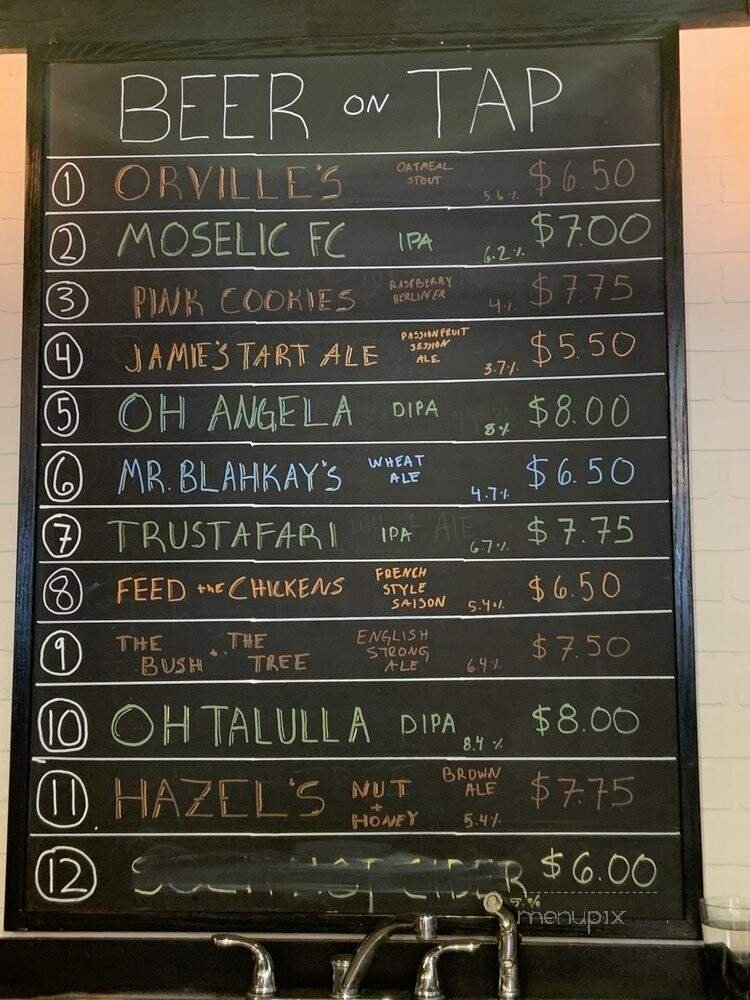 BEER ON TAP
1 ORVILLE'S OATMEAL STOUT 5.6% $6.50
2 MOSELIC FC IPA 6.2% $7.00
3 PINK COOKIES RASPBERRY BERLINER 4% $7.75
4 JAMIE'S TART ALE PASSIONFRUIT SESSION ALE 3.7% $5.50
5 OH ANGELA DIPA 8% $8.00
6 MR. BLAHKAY'S WHEAT ALE 4.7% $6.50
7 TRUSTAFARI IPA 6.7% $7.75
8 FEED the CHICKENS FRENCH STYLE SAISON 5.4% $6.50
9 THE BUSH + THE TREE ENGLISH STRONG ALE 6.4% $7.50
10 OH TALULLA DIPA 8.4% $8.00
11 HAZEL'S NUT + HONEY BROWN ALE 5.4% $7.75
12 CIDER $6.00
menupix